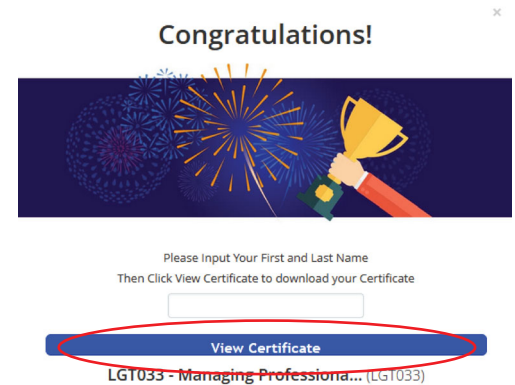 ×
Congratulations!
Please Input Your First and Last Name
Then Click View Certificate to download your Certificate
View Certificate
LGT033 - Managing Professiona... (LGT033)